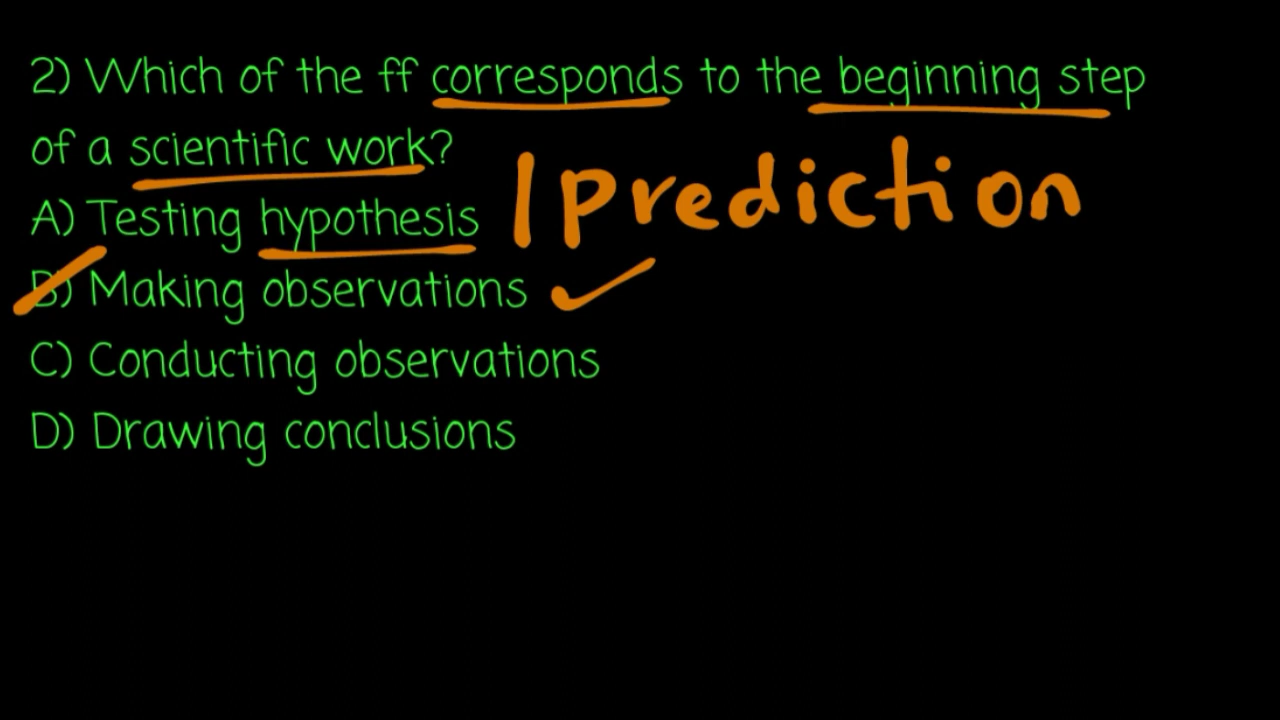 2) Which of the ff corresponds to the beginning step
of a scientific work?
A) Testing hypothesis / prediction
B) Making observations ✓
C) Conducting observations
D) Drawing conclusions